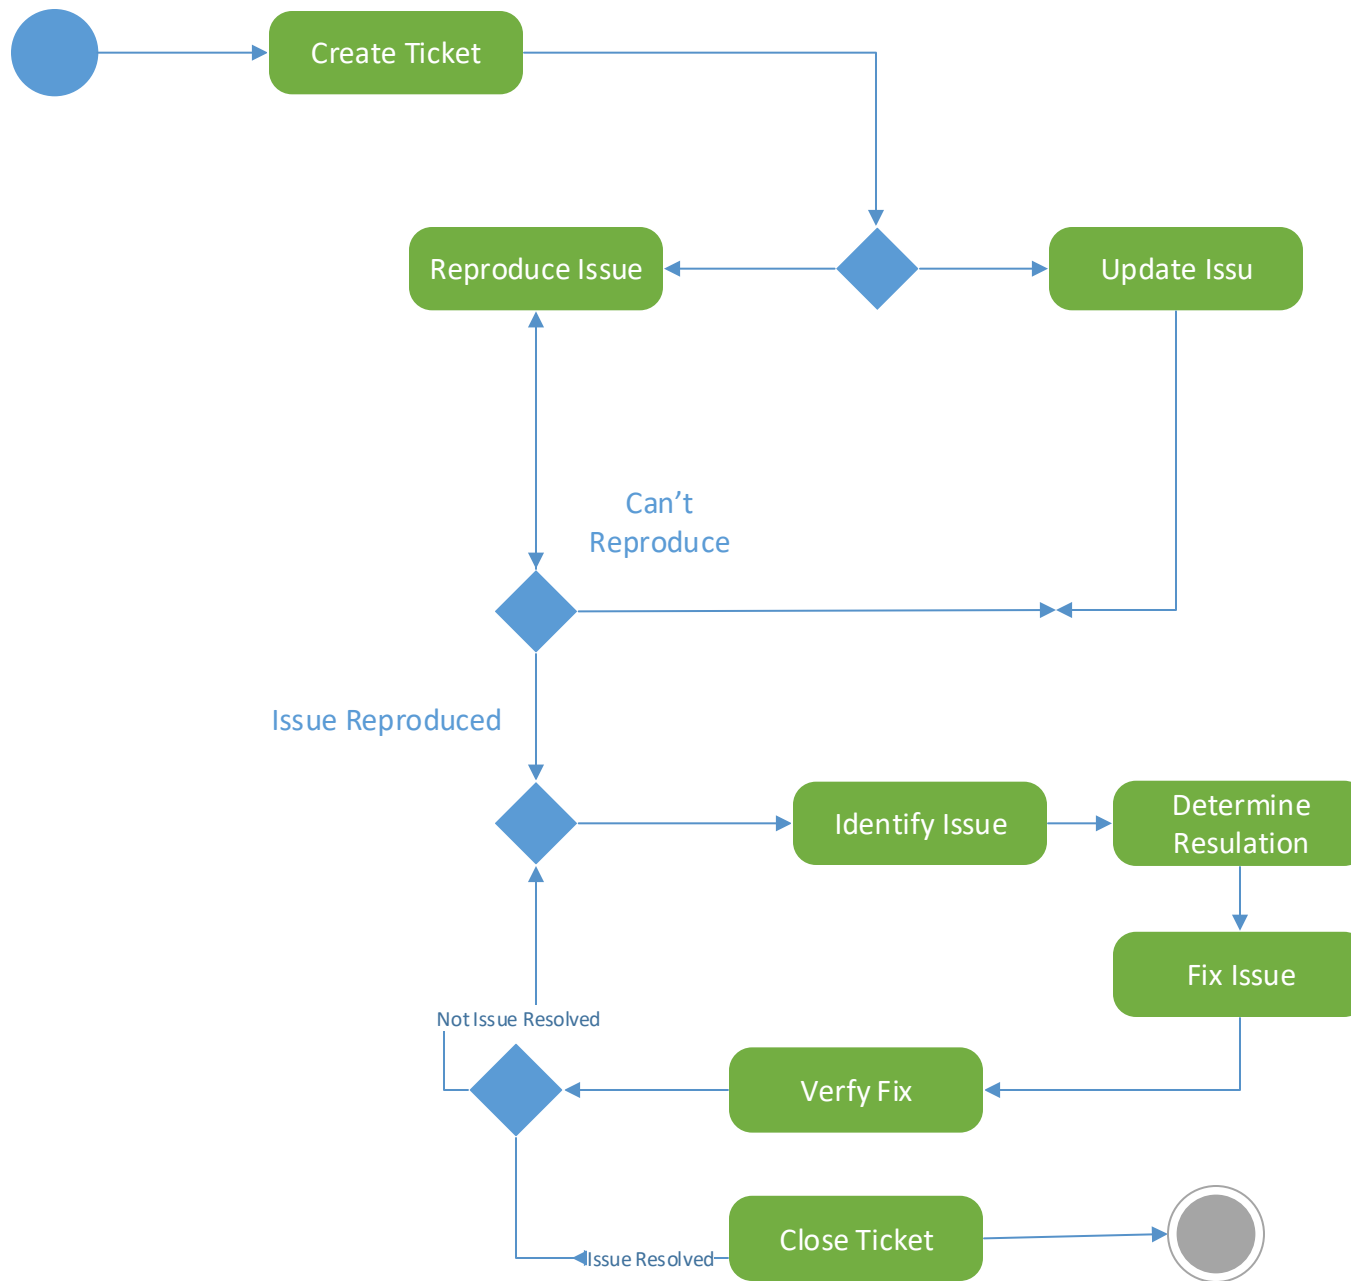 Create Ticket
Reproduce Issue
Update Issu
Can't
Reproduce
Issue Reproduced
Identify Issue
Determine
Resulation
Fix Issue
Not Issue Resolved
Verfy Fix
Close Ticket
Issue Resolved